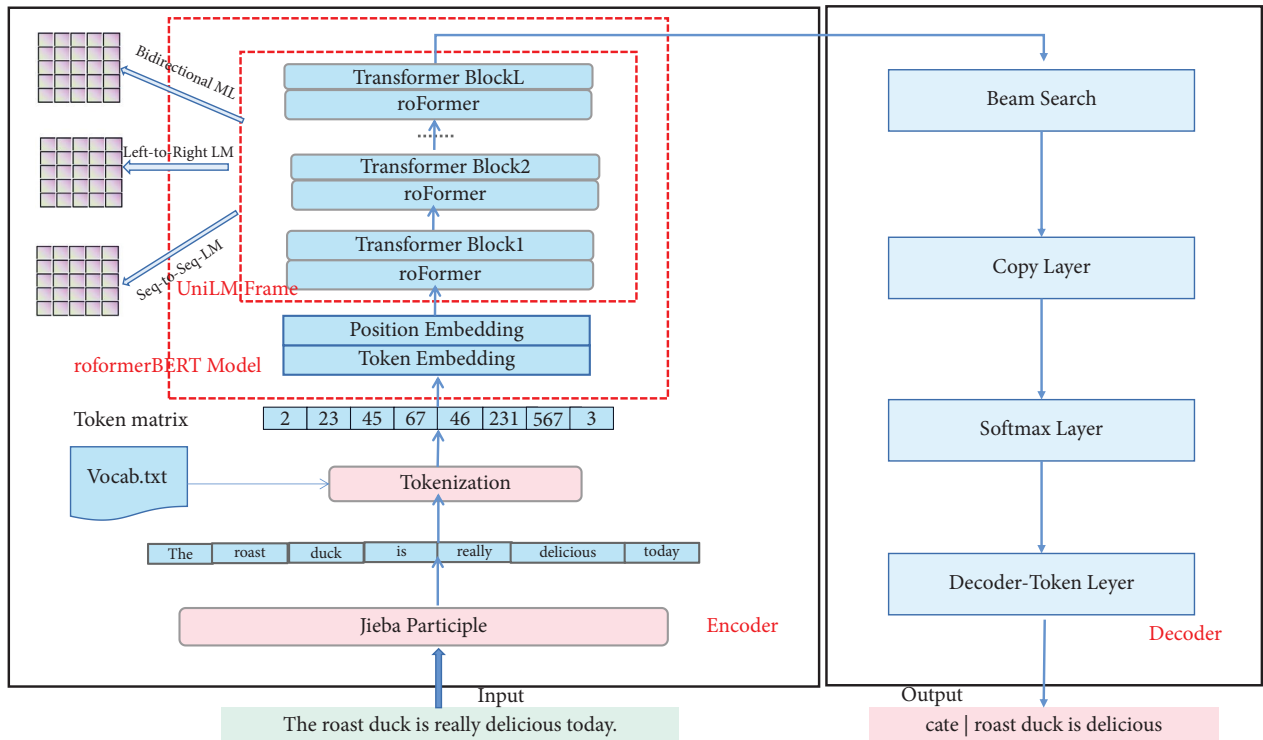 Bidirectional ML
Left-to-Right LM
Seq-to-Seq-LM
Transformer BlockL
roFormer
........
Transformer Block2
roFormer
Transformer Block1
roFormer
UniLM Frame
Position Embedding
Token Embedding
roformerBERT Model
Token matrix
2 23 45 67 46 231 567 3
Vocab.txt
Tokenization
The roast duck is really delicious today
Jieba Participle
Encoder
Input
The roast duck is really delicious today.
Beam Search
Copy Layer
Softmax Layer
Decoder-Token Leyer
Decoder
Output
cate | roast duck is delicious